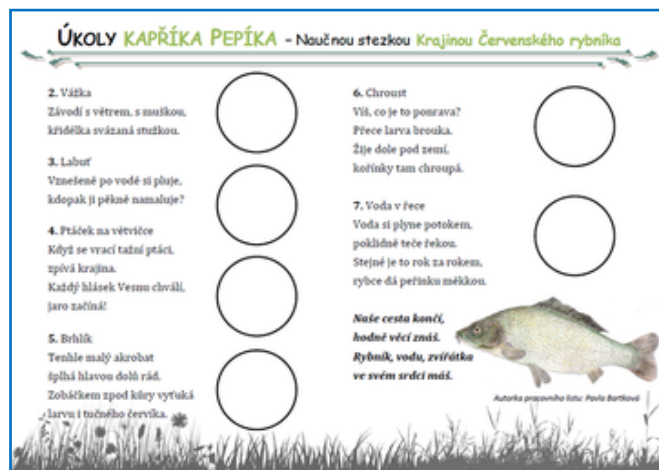 ÚKOLY KAPŘÍKA PEPÍKA – Naučnou stezkou Krajinou Červenského rybníka
2. Vážka
Závodí s větrem, s muškou,
křidélka svázaná stužkou.
3. Labuť
Vznešeně po vodě si pluje,
kdopak ji pěkně namaluje?
4. Ptáček na větvičce
Když se vrací tažní ptáci,
zpívá krajina.
Každý hlásek Vesnu chválí,
jaro začíná!
5. Brhlík
Tenhle malý akrobat
šplhá hlavou dolů rád.
Zobáčkem zpod kůry vyťuká
larvu i tučného červíka.
6. Chroust
Víš, co je to ponrava?
Přece larva brouka.
Žije dole pod zemí,
kořínky tam chroupá.
7. Voda v řece
Voda si plyne potokem,
poklidně teče řekou.
Stejné je to rok za rokem,
rybce dá peřinku měkkou.
Naše cesta končí,
hodně věcí znáš.
Rybník, vodu, zvířátka
ve svém srdci máš.
Autorka pracovního listu: Pavla Bartková